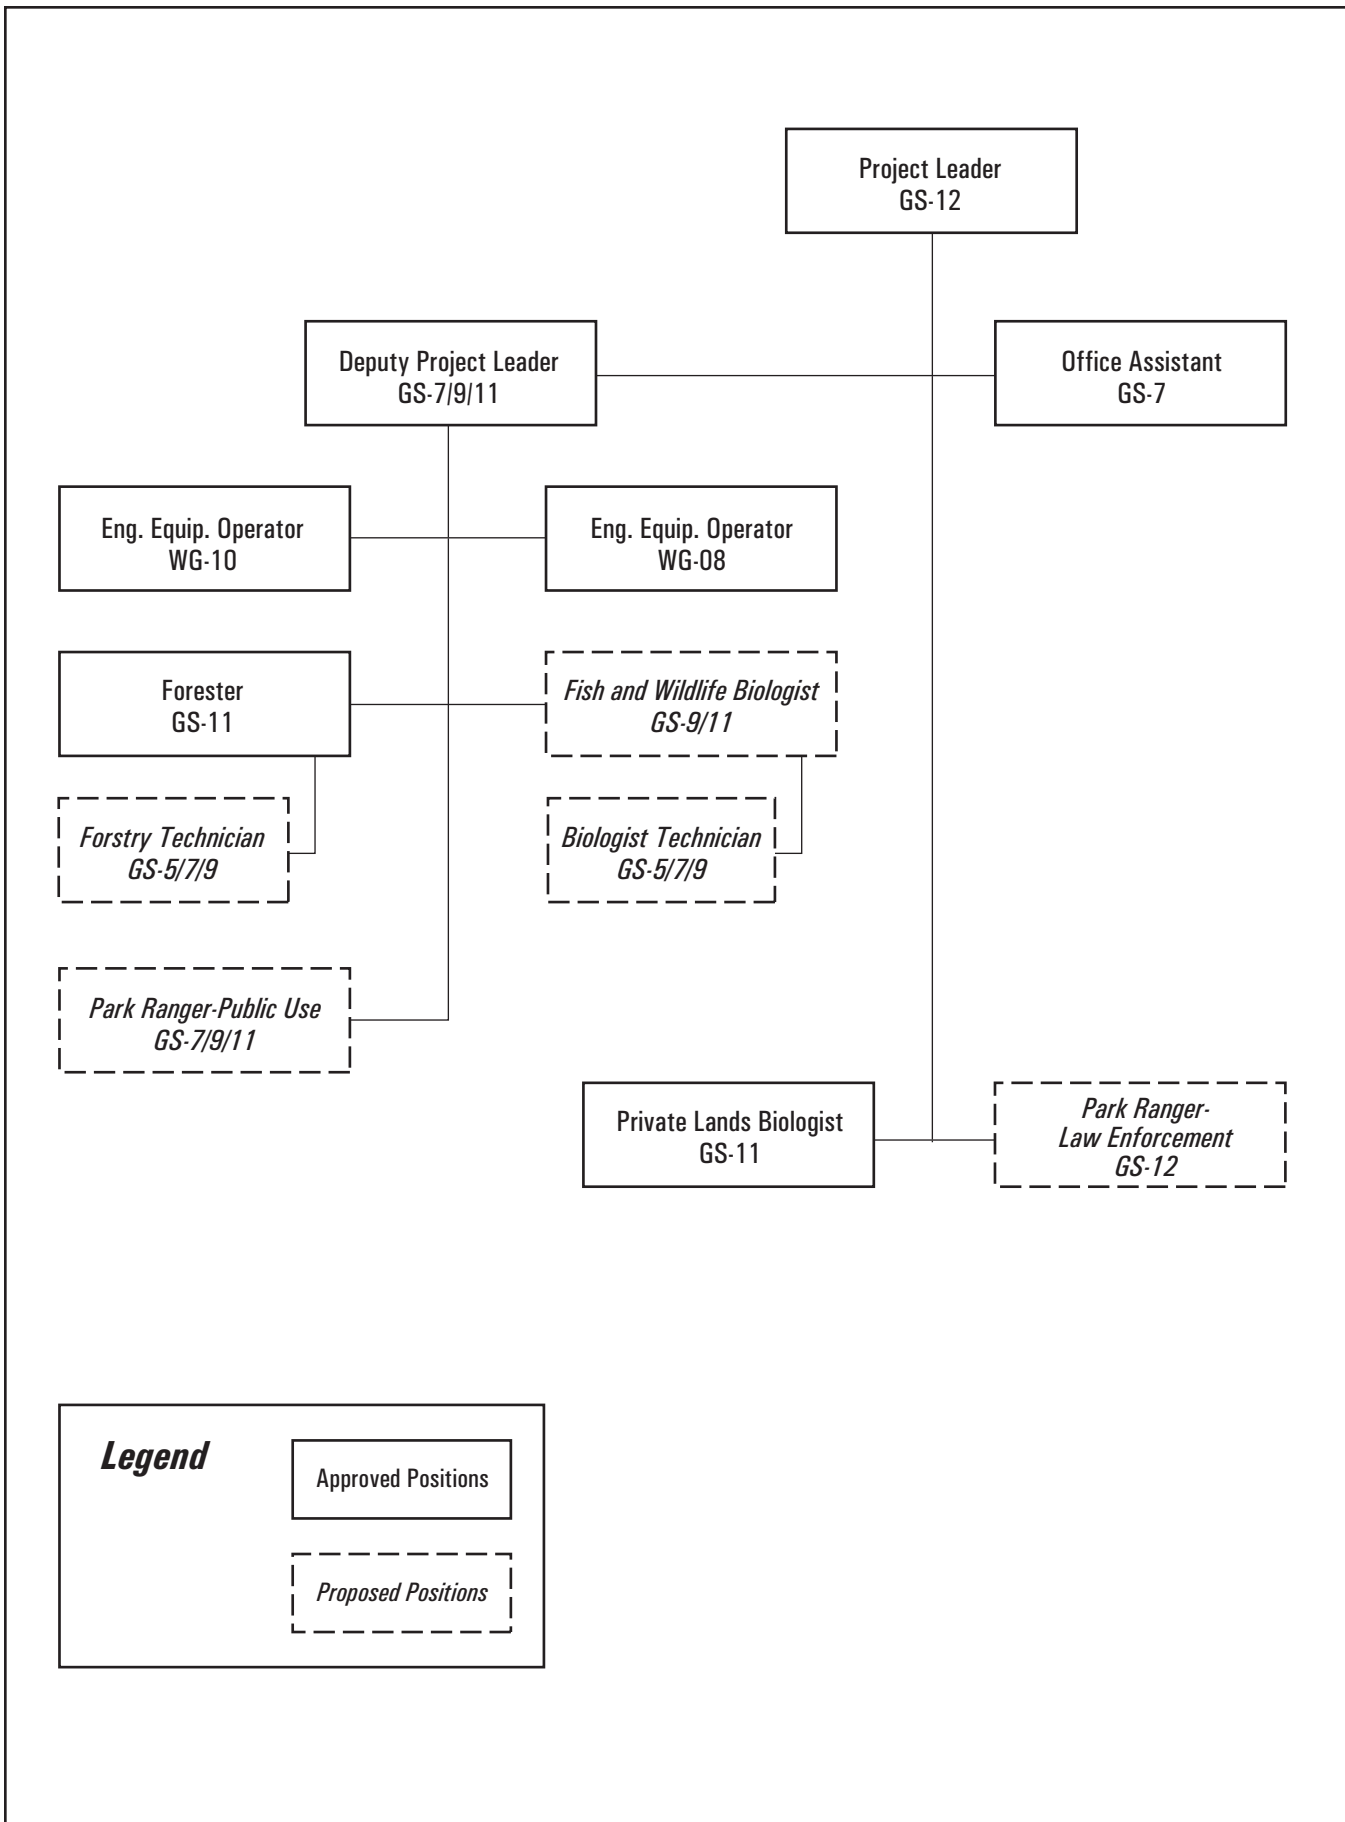 Project Leader
GS-12
Deputy Project Leader
GS-7/9/11
Office Assistant
GS-7
Eng. Equip. Operator
WG-10
Eng. Equip. Operator
WG-08
Forester
GS-11
Fish and Wildlife Biologist
GS-9/11
Forstry Technician
GS-5/7/9
Biologist Technician
GS-5/7/9
Park Ranger-Public Use
GS-7/9/11
Private Lands Biologist
GS-11
Park Ranger-
Law Enforcement
GS-12
Legend
Approved Positions
Proposed Positions